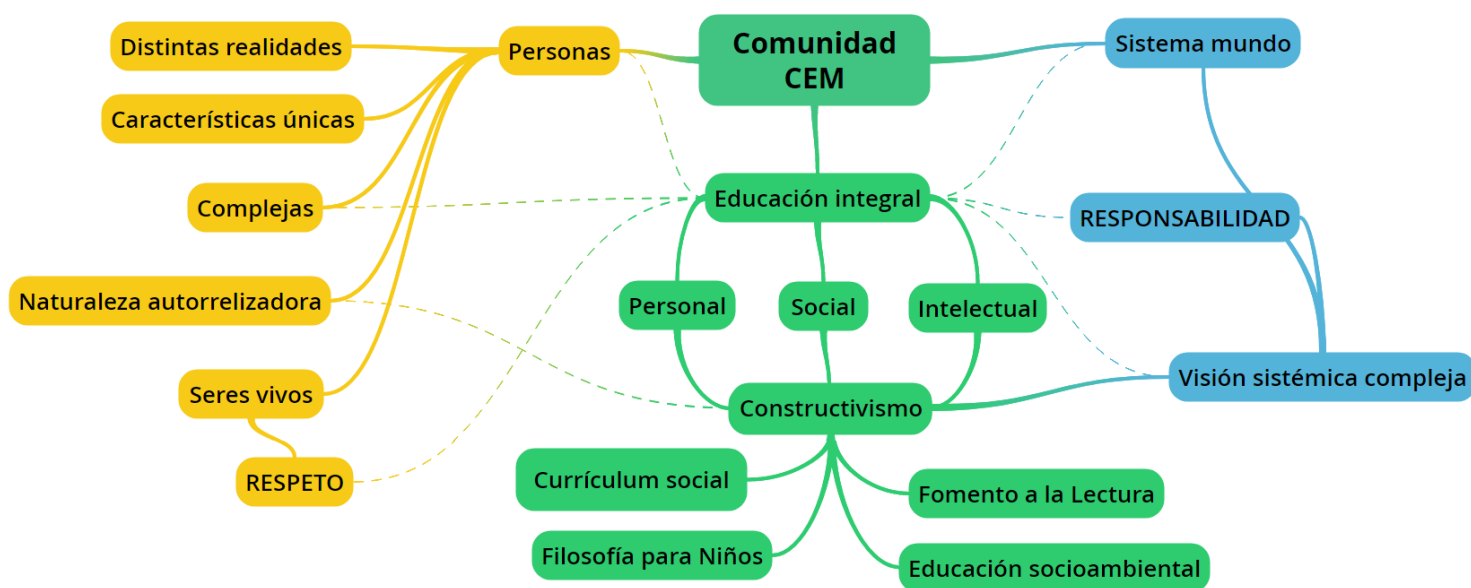 Comunidad
CEM
Personas
Distintas realidades
Características únicas
Complejas
Naturaleza autorrelizadora
Seres vivos
RESPETO
Educación integral
Personal
Social
Intelectual
Constructivismo
Currículum social
Filosofía para Niños
Fomento a la Lectura
Educación socioambiental
Sistema mundo
RESPONSABILIDAD
Visión sistémica compleja